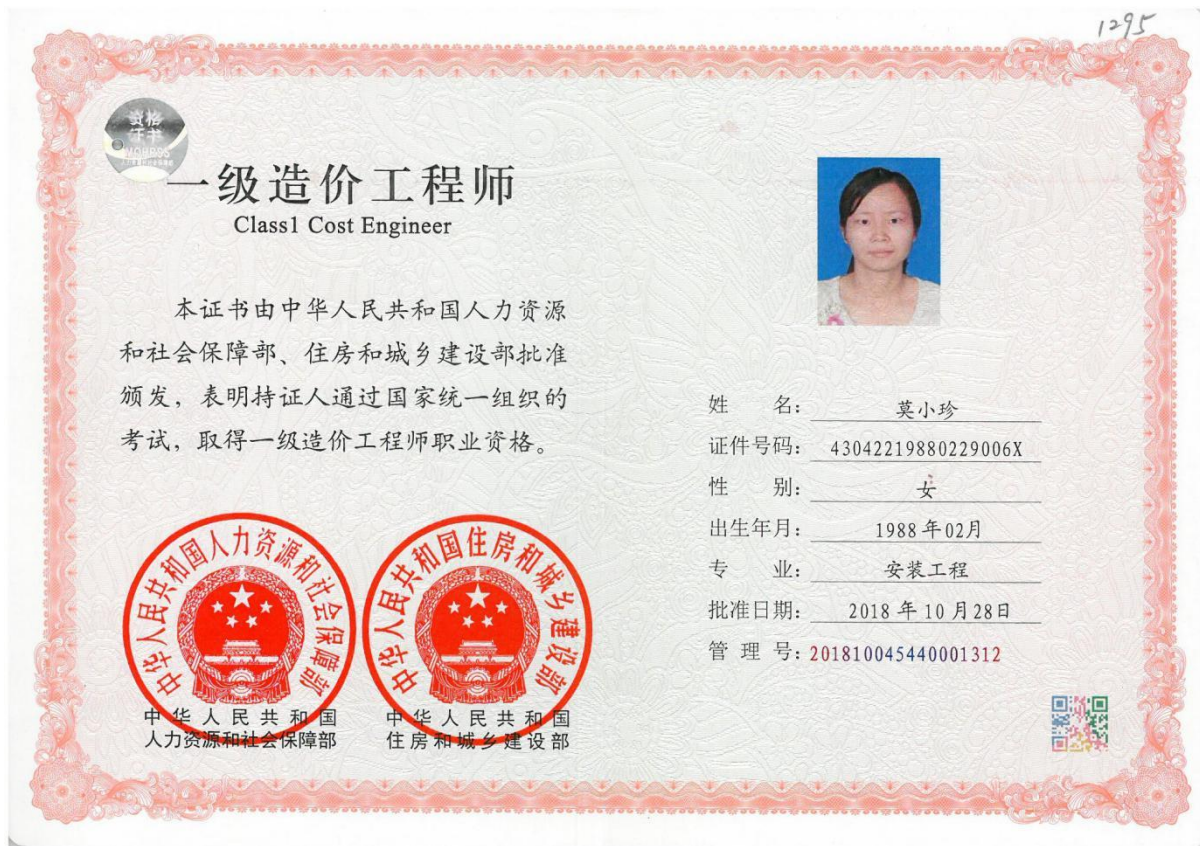 1295
资格
证书
一级造价工程师
Class1 Cost Engineer
本证书由中华人民共和国人力资源
和社会保障部、住房和城乡建设部批准
颁发，表明持证人通过国家统一组织的
考试，取得一级造价工程师职业资格。
姓 名： 莫小珍
证件号码： 43042219880229006X
性 别： 女
出生年月： 1988年02月
专 业： 安装工程
批准日期： 2018年10月28日
管 理 号：201810045440001312
中华人民共和国人力资源和社会保障部
中华人民共和国住房和城乡建设部
中华人民共和国
人力资源和社会保障部
中华人民共和国
住房和城乡建设部